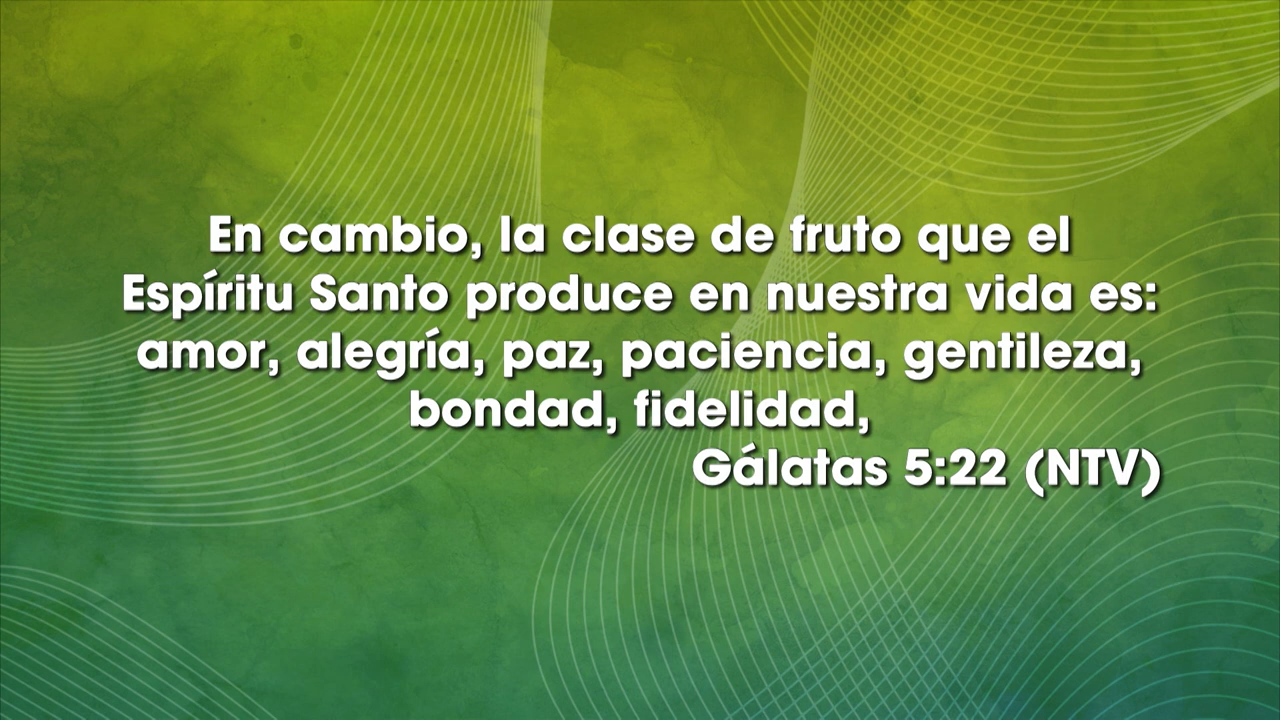 En cambio, la clase de fruto que el
Espíritu Santo produce en nuestra vida es:
amor, alegría, paz, paciencia, gentileza,
bondad, fidelidad,
Gálatas 5:22 (NTV)